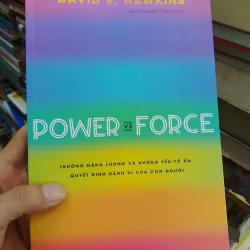 DAVID R. HAWKINS
POWER VS FORCE
TRƯỜNG NĂNG LƯỢNG VÀ NHỮNG YẾU TỐ ẨN
QUYẾT ĐỊNH HÀNH VI CỦA CON NGƯỜI